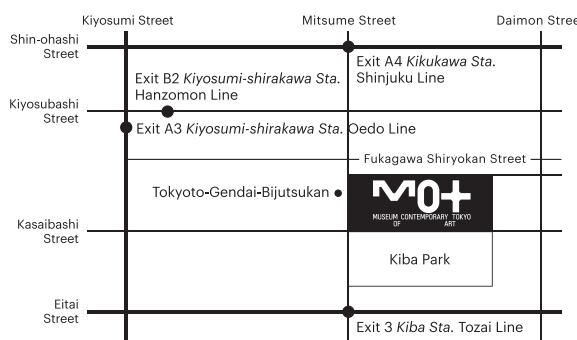 Kiyosumi Street
Mitsume Street
Daimon Stree
Shin-ohashi
Street
Exit A4 Kikukawa Sta.
Shinjuku Line
Exit B2 Kiyosumi-shirakawa Sta.
Hanzomon Line
Kiyosubashi
Street
Exit A3 Kiyosumi-shirakawa Sta. Oedo Line
Fukagawa Shiryokan Street
Tokyoto-Gendai-Bijutsukan
MO+
MUSEUM CONTEMPORARY TOKYO
OF ART
Kasaibashi
Street
Kiba Park
Eitai
Street
Exit 3 Kiba Sta. Tozai Line